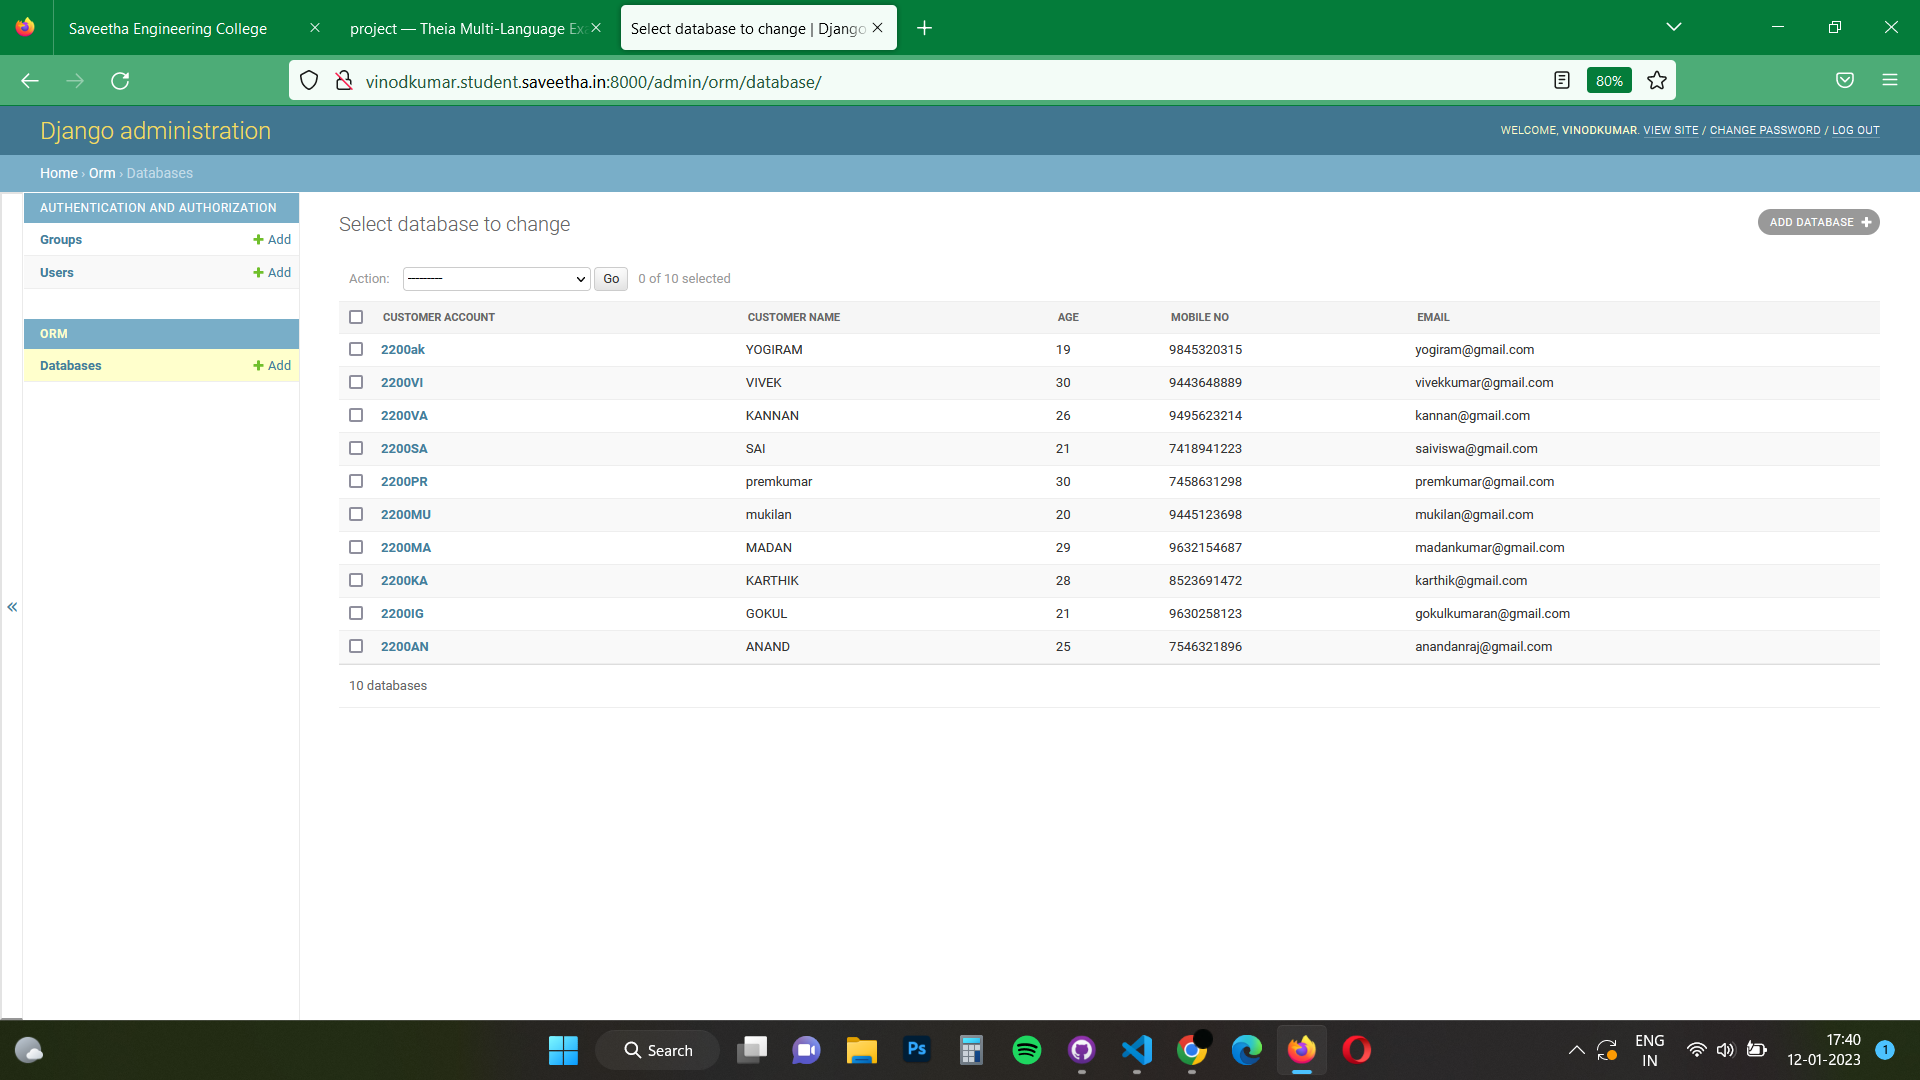 Saveetha Engineering College
project — Theia Multi-Language Exa
Select database to change | Django
vinodkumar.student.saveetha.in:8000/admin/orm/database/
80%
Django administration
WELCOME, VINODKUMAR. VIEW SITE / CHANGE PASSWORD / LOG OUT
Home › Orm › Databases
AUTHENTICATION AND AUTHORIZATION
Groups + Add
Users + Add
ORM
Databases + Add
Select database to change
ADD DATABASE +
Action: --------- Go 0 of 10 selected
CUSTOMER ACCOUNT CUSTOMER NAME AGE MOBILE NO EMAIL
2200ak YOGIRAM 19 9845320315 yogiram@gmail.com
2200VI VIVEK 30 9443648889 vivekkumar@gmail.com
2200VA KANNAN 26 9495623214 kannan@gmail.com
2200SA SAI 21 7418941223 saiviswa@gmail.com
2200PR premkumar 30 7458631298 premkumar@gmail.com
2200MU mukilan 20 9445123698 mukilan@gmail.com
2200MA MADAN 29 9632154687 madankumar@gmail.com
2200KA KARTHIK 28 8523691472 karthik@gmail.com
2200IG GOKUL 21 9630258123 gokulkumaran@gmail.com
2200AN ANAND 25 7546321896 anandanraj@gmail.com
10 databases
«
Search
Ps
ENG
IN
17:40
12-01-2023
1